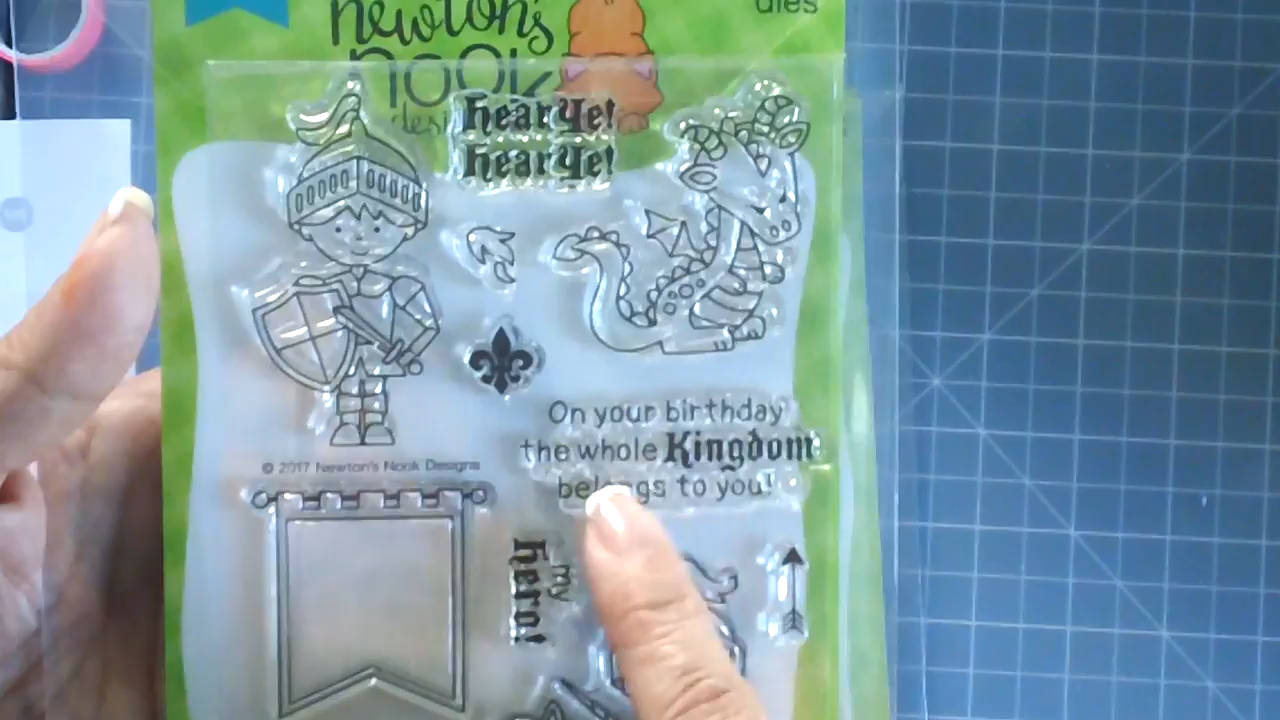 newton's
nook
desi
dies
hear Ye!
hear Ye!
On your birthday
the whole Kingdom
belongs to you!
© 2017 Newton's Nook Designs
my
hero!